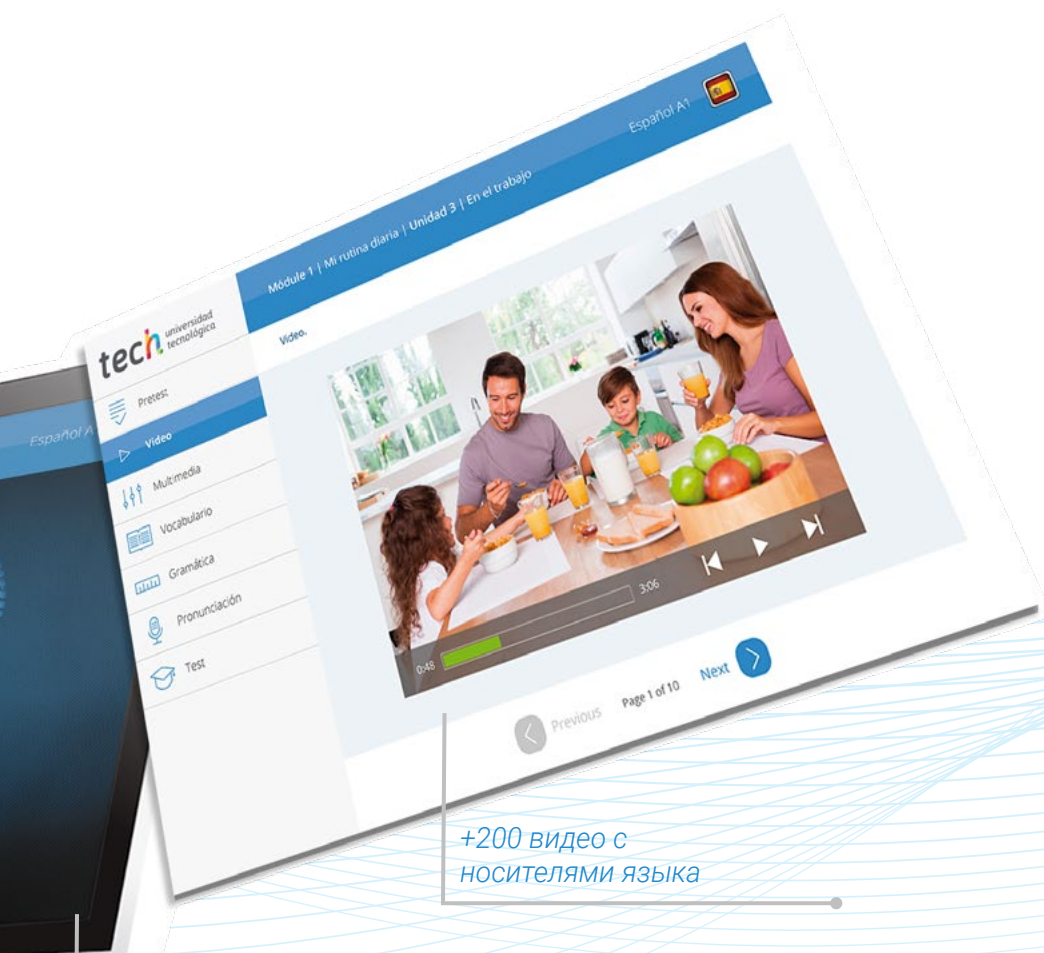 Español A1
Módule 1 | Mi rutina diaria | Unidad 3 | En el trabajo
tech universidad
tecnológica
Video.
Pretest
Video
Multimedia
Vocabulario
Gramática
Pronunciación
Test
0:48
3:06
Previous
Page 1 of 10
Next
Español A
+200 видео с
носителями языка